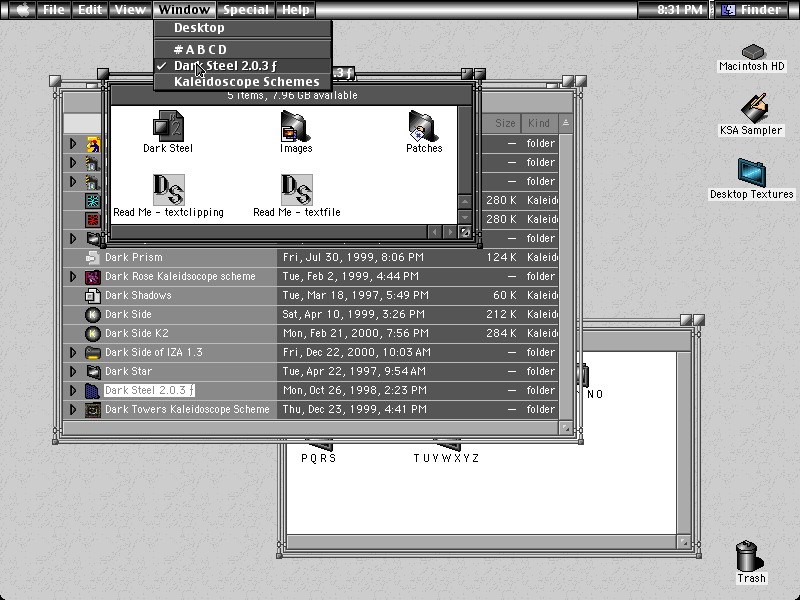 File Edit View Window Special Help 8:31 PM Finder
Desktop
# A B C D
✓ Dark Steel 2.0.3 ƒ
Kaleidoscope Schemes
3 ƒ
5 items, 7.96 GB available
Dark Steel
Images
Patches
Read Me - textclipping
Read Me - textfile
Size Kind
— folder
— folder
— folder
280 K Kaleid
280 K Kaleid
— folder
Dark Prism Fri, Jul 30, 1999, 8:06 PM 124 K Kaleid
Dark Rose Kaleidsocope scheme Tue, Feb 2, 1999, 4:44 PM — folder
Dark Shadows Tue, Mar 18, 1997, 5:49 PM 60 K Kaleid
Dark Side Sat, Apr 10, 1999, 3:26 PM 212 K Kaleid
Dark Side K2 Mon, Feb 21, 2000, 7:56 PM 284 K Kaleid
Dark Side of IZA 1.3 Fri, Dec 22, 2000, 10:03 AM — folder
Dark Star Tue, Apr 22, 1997, 9:54 AM — folder
Dark Steel 2.0.3 ƒ Mon, Oct 26, 1998, 2:23 PM — folder
Dark Towers Kaleidoscope Scheme Thu, Dec 23, 1999, 4:41 PM — folder
N O
P Q R S
T U V W X Y Z
Macintosh HD
KSA Sampler
Desktop Textures
Trash